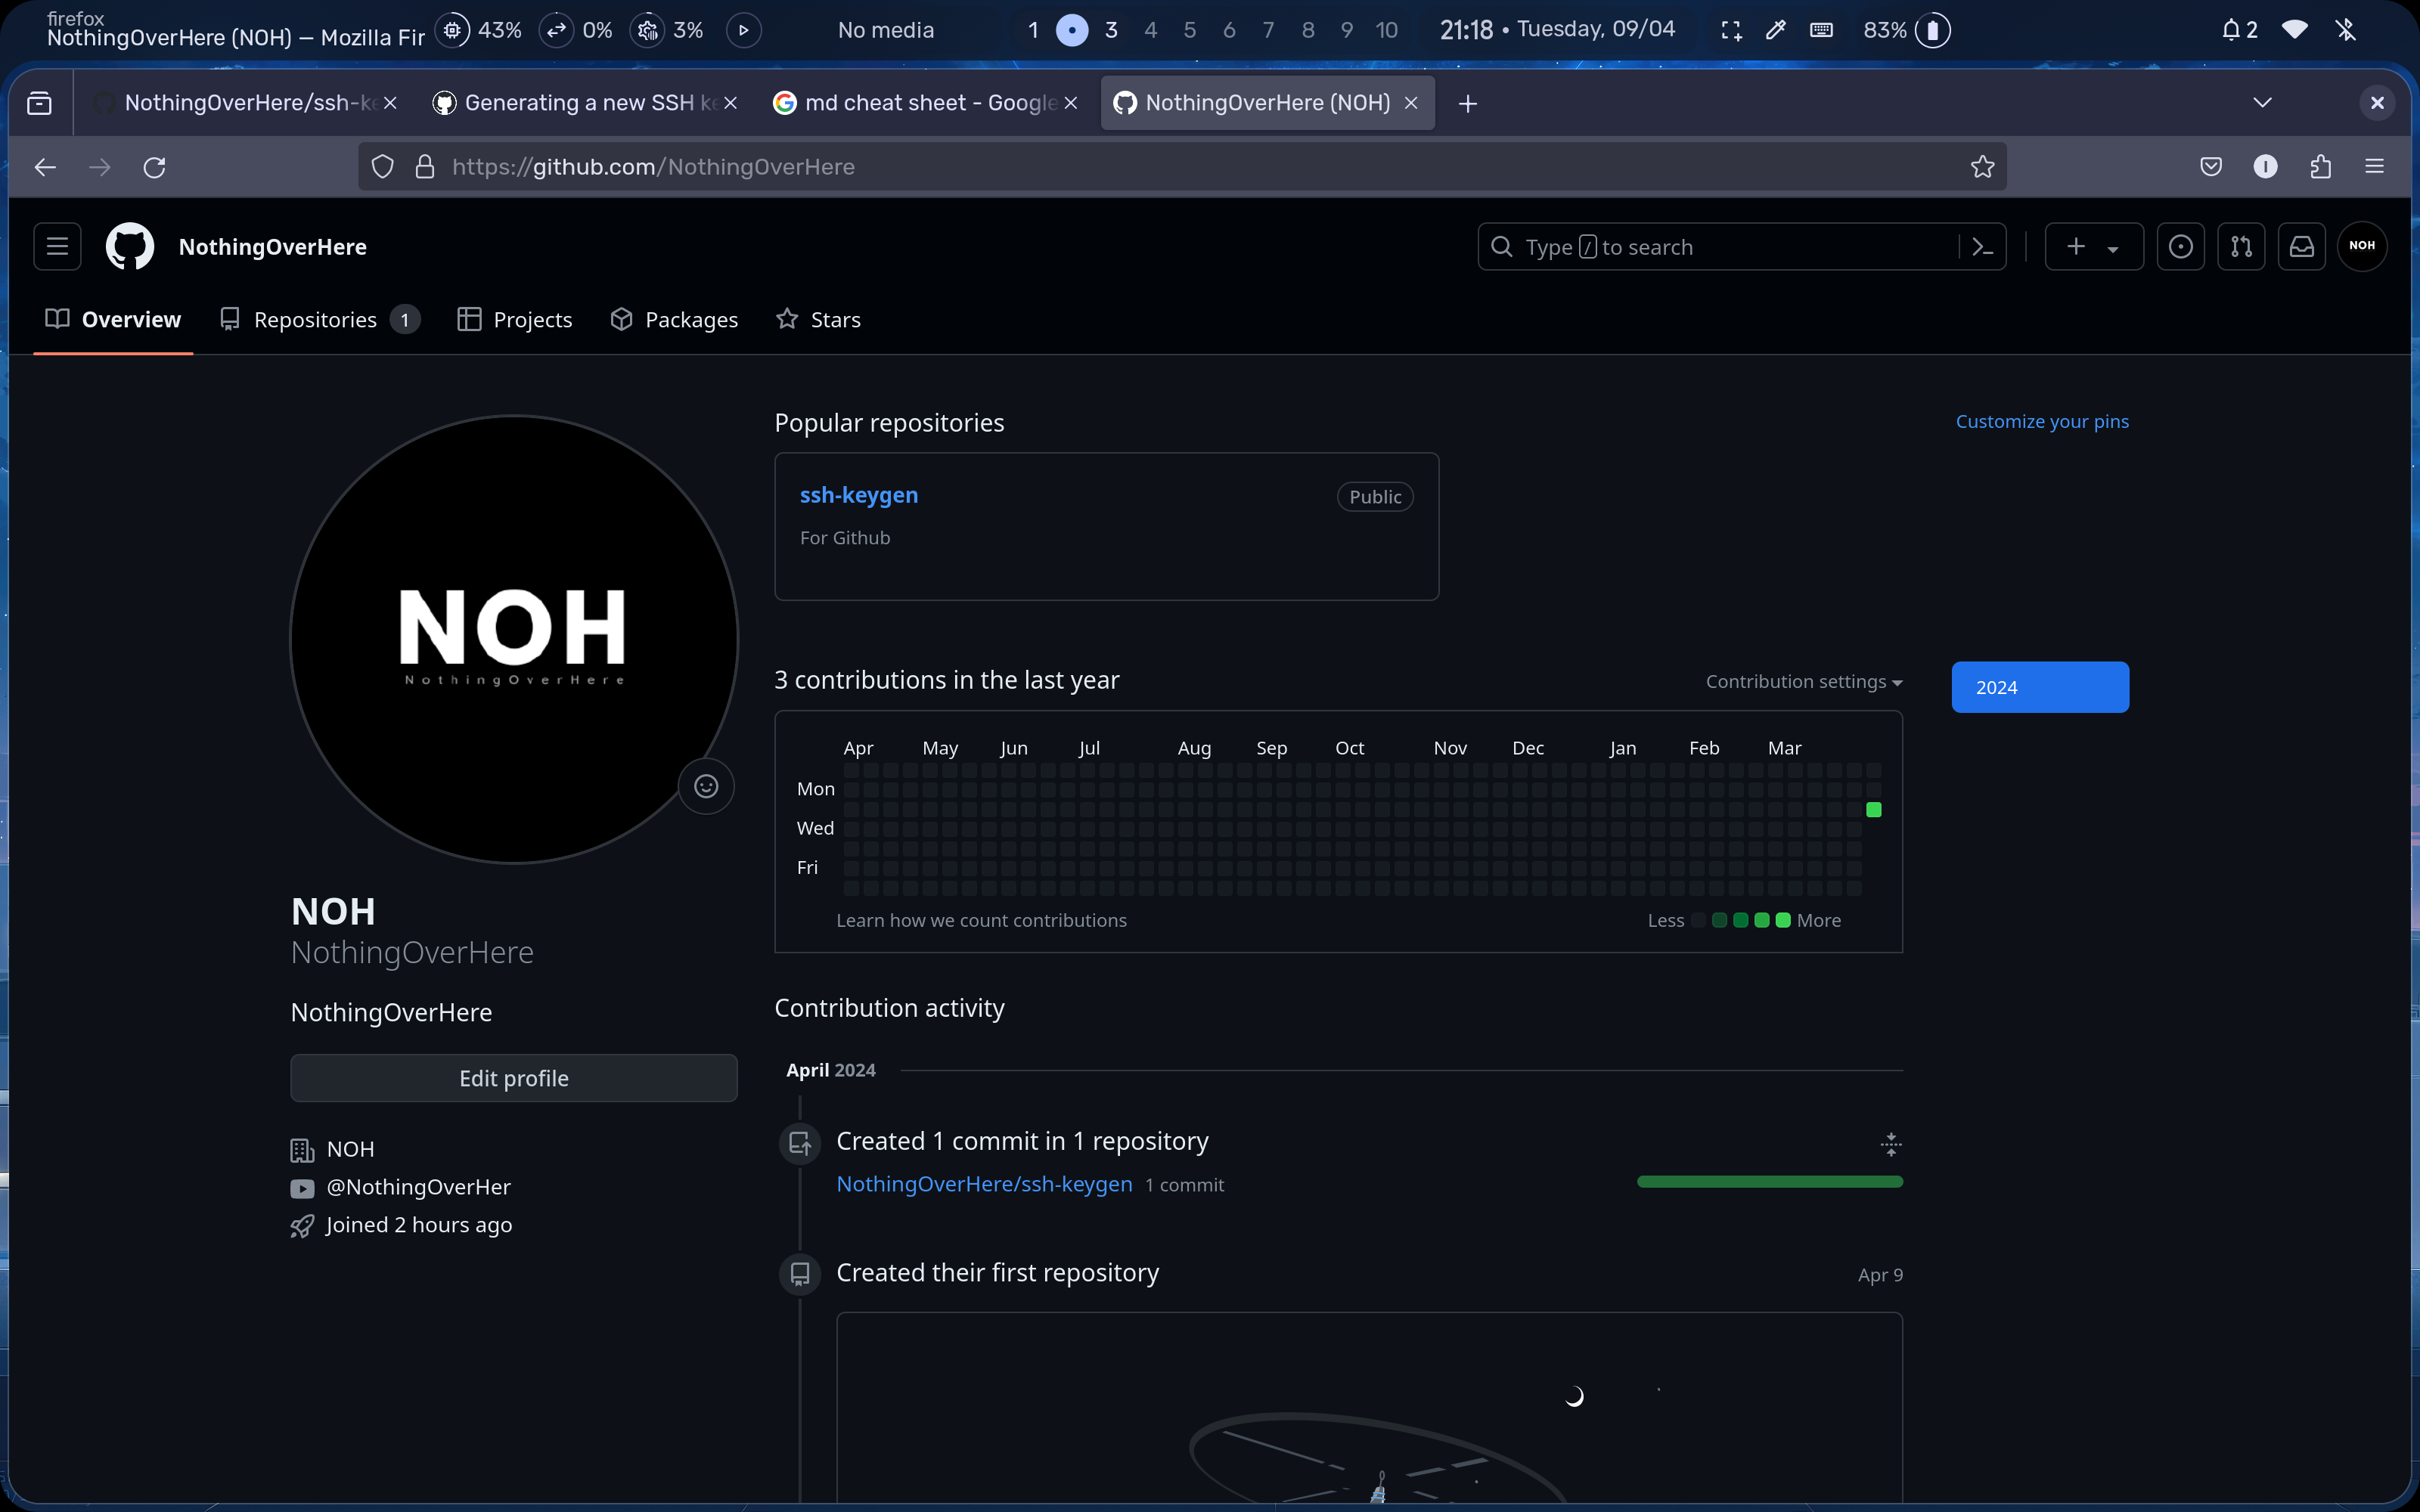 firefox
NothingOverHere (NOH) — Mozilla Fir
43% 0% 3% No media 1 3 4 5 6 7 8 9 10 21:18 • Tuesday, 09/04 83% 2
NothingOverHere/ssh-ke Generating a new SSH ke md cheat sheet - Google NothingOverHere (NOH)
https://github.com/NothingOverHere
NothingOverHere Type / to search NOH
Overview Repositories 1 Projects Packages Stars
Popular repositories Customize your pins
ssh-keygen Public
For Github
NOH
NothingOverHere
3 contributions in the last year Contribution settings 2024
Apr May Jun Jul Aug Sep Oct Nov Dec Jan Feb Mar
Mon
Wed
Fri
Learn how we count contributions Less More
NOH
NothingOverHere
NothingOverHere
Edit profile
NOH
@NothingOverHer
Joined 2 hours ago
Contribution activity
April 2024
Created 1 commit in 1 repository
NothingOverHere/ssh-keygen 1 commit
Created their first repository Apr 9